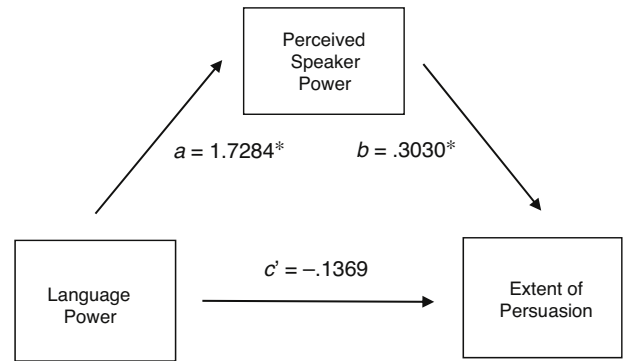 Perceived
Speaker
Power
a = 1.7284*
b = .3030*
c’ = –.1369
Language
Power
Extent of
Persuasion